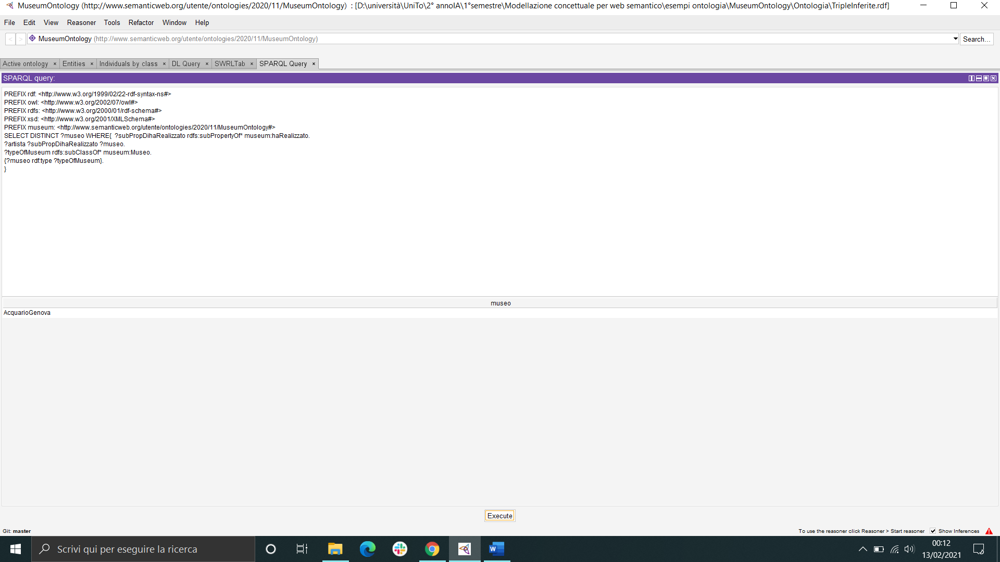 MuseumOntology (http://www.semanticweb.org/utente/ontologies/2020/11/MuseumOntology)  : [D:\università\UniTo\2° annoIA\1°semestre\Modellazione concettuale per web semantico\esempi ontologia\MuseumOntology\Ontologia\TripleInferite.rdf]
File Edit View Reasoner Tools Refactor Window Help
< > MuseumOntology (http://www.semanticweb.org/utente/ontologies/2020/11/MuseumOntology) Search...
Active ontology × Entities × Individuals by class × DL Query × SWRLTab × SPARQL Query ×
SPARQL query:
PREFIX rdf: <http://www.w3.org/1999/02/22-rdf-syntax-ns#>
PREFIX owl: <http://www.w3.org/2002/07/owl#>
PREFIX rdfs: <http://www.w3.org/2000/01/rdf-schema#>
PREFIX xsd: <http://www.w3.org/2001/XMLSchema#>
PREFIX museum: <http://www.semanticweb.org/utente/ontologies/2020/11/MuseumOntology#>
SELECT DISTINCT ?museo WHERE{  ?subPropDihaRealizzato rdfs:subPropertyOf* museum:haRealizzato.
?artista ?subPropDihaRealizzato ?museo.
?typeOfMuseum rdfs:subClassOf* museum:Museo.
{?museo rdf:type ?typeOfMuseum}.
}
museo
AcquarioGenova
Execute
Git: master
To use the reasoner click Reasoner > Start reasoner Show Inferences
Scrivi qui per eseguire la ricerca
00:12
13/02/2021